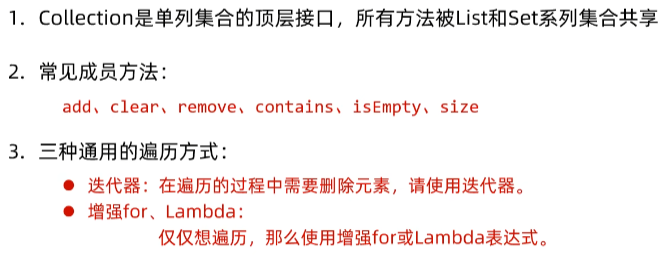 1. Collection是单列集合的顶层接口，所有方法被List和Set系列集合共享
2. 常见成员方法：
add、clear、remove、contains、isEmpty、size
3. 三种通用的遍历方式：
● 迭代器：在遍历的过程中需要删除元素，请使用迭代器。
● 增强for、Lambda：
仅仅想遍历，那么使用增强for或Lambda表达式。